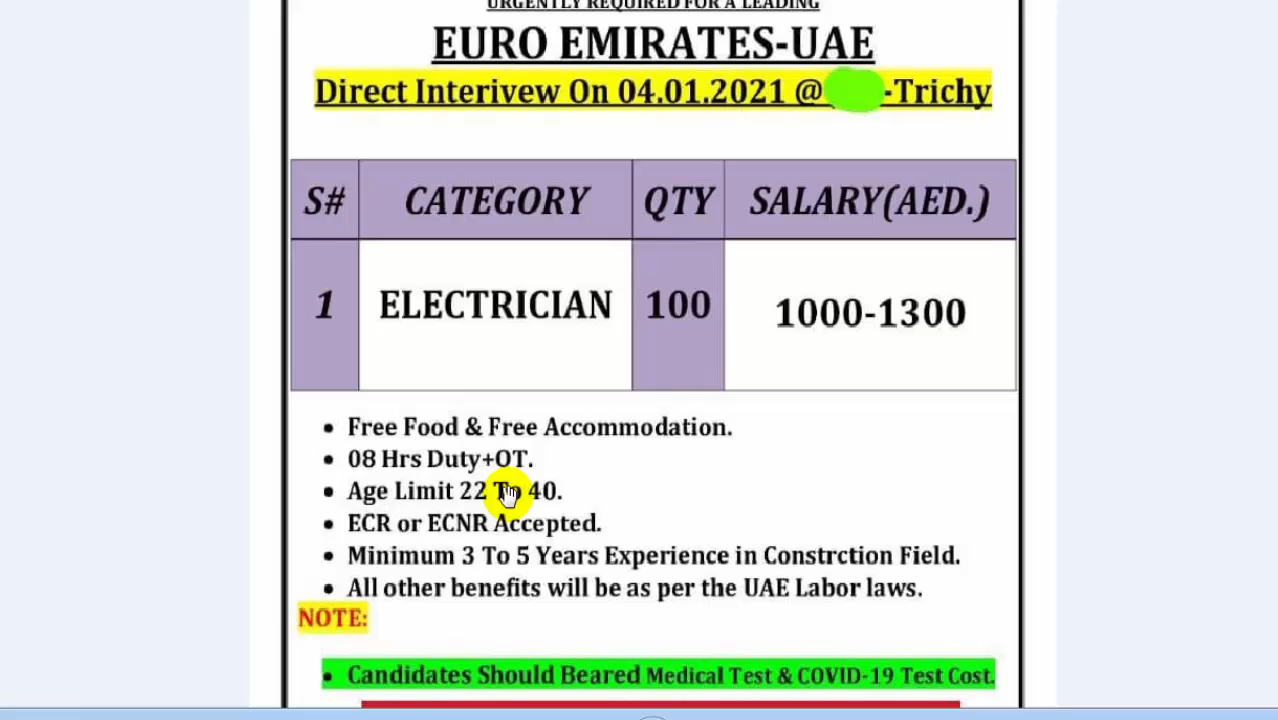 URGENTLY REQUIRED FOR A LEADING
EURO EMIRATES-UAE
Direct Interivew On 04.01.2021 @ -Trichy
S# CATEGORY QTY SALARY(AED.)
1 ELECTRICIAN 100 1000-1300
• Free Food & Free Accommodation.
• 08 Hrs Duty+OT.
• Age Limit 22 To 40.
• ECR or ECNR Accepted.
• Minimum 3 To 5 Years Experience in Constrction Field.
• All other benefits will be as per the UAE Labor laws.
NOTE:
• Candidates Should Beared Medical Test & COVID-19 Test Cost.